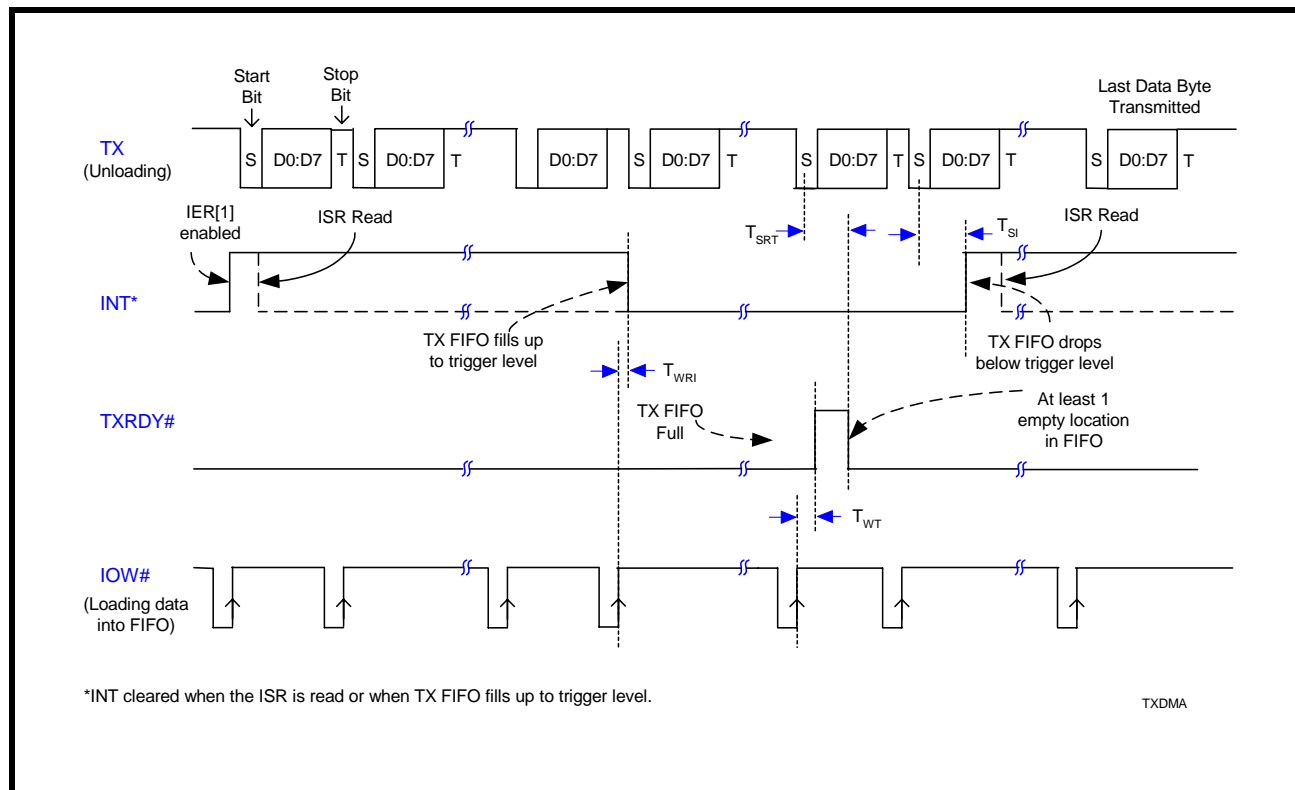 Start
Bit
Stop
Bit
Last Data Byte
Transmitted
TX
(Unloading)
S D0:D7 T S D0:D7 T D0:D7 S D0:D7 T S D0:D7 T S D0:D7 T S D0:D7 T
IER[1]
enabled
ISR Read
TSRT
TSI
ISR Read
INT*
TX FIFO fills up
to trigger level
TX FIFO drops
below trigger level
TWRI
TXRDY#
TX FIFO
Full
At least 1
empty location
in FIFO
TWT
IOW#
(Loading data
into FIFO)
*INT cleared when the ISR is read or when TX FIFO fills up to trigger level.
TXDMA